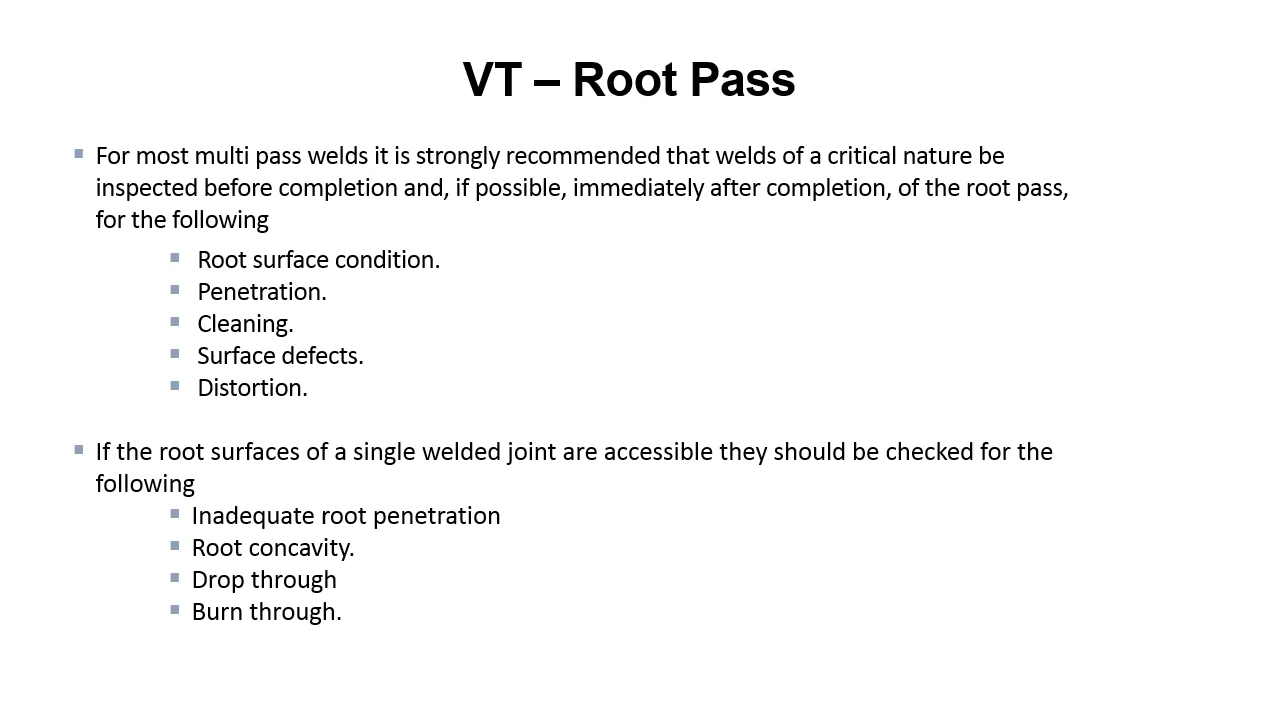 VT – Root Pass
▪ For most multi pass welds it is strongly recommended that welds of a critical nature be
inspected before completion and, if possible, immediately after completion, of the root pass,
for the following
▪ Root surface condition.
▪ Penetration.
▪ Cleaning.
▪ Surface defects.
▪ Distortion.
▪ If the root surfaces of a single welded joint are accessible they should be checked for the
following
▪ Inadequate root penetration
▪ Root concavity.
▪ Drop through
▪ Burn through.